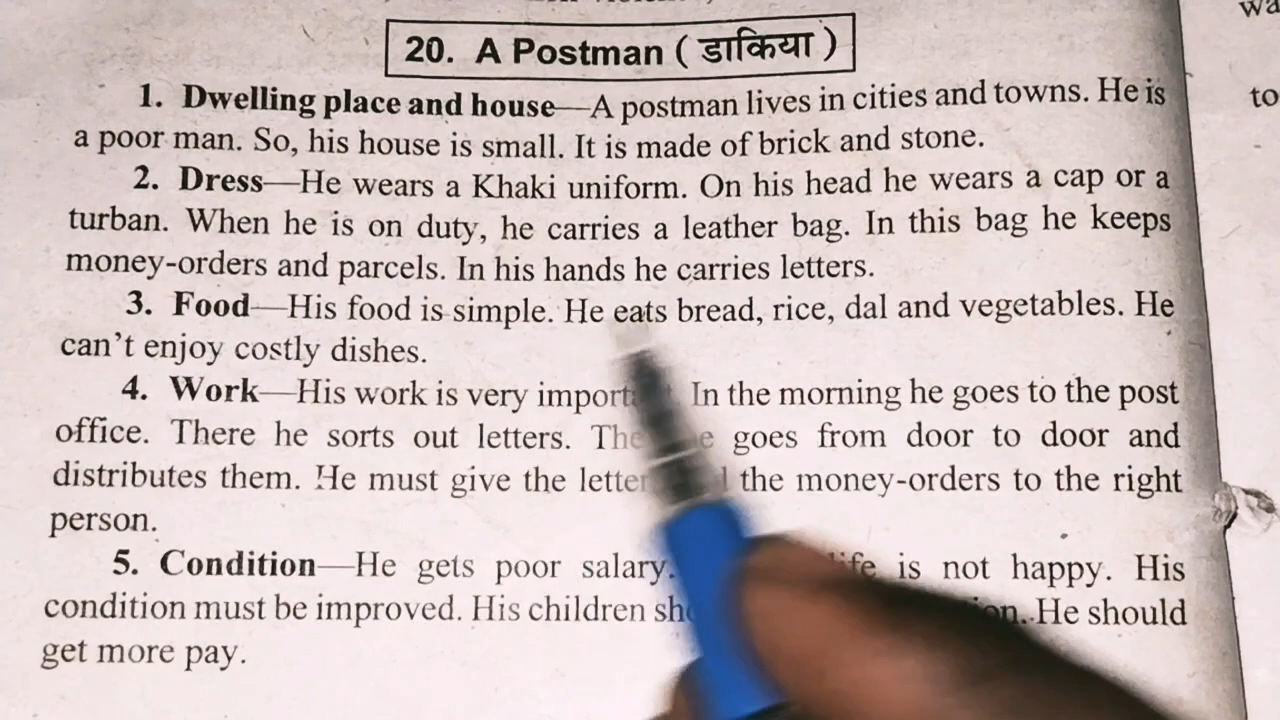 20. A Postman ( डाकिया )
1. Dwelling place and house—A postman lives in cities and towns. He is
a poor man. So, his house is small. It is made of brick and stone.
2. Dress—He wears a Khaki uniform. On his head he wears a cap or a
turban. When he is on duty, he carries a leather bag. In this bag he keeps
money-orders and parcels. In his hands he carries letters.
3. Food—His food is simple. He eats bread, rice, dal and vegetables. He
can't enjoy costly dishes.
4. Work—His work is very important. In the morning he goes to the post
office. There he sorts out letters. goes from door to door and
distributes them. He must give the the money-orders to the right
person.
5. Condition—He gets poor salary. life is not happy. His
condition must be improved. His children He should
get more pay.
wa
to